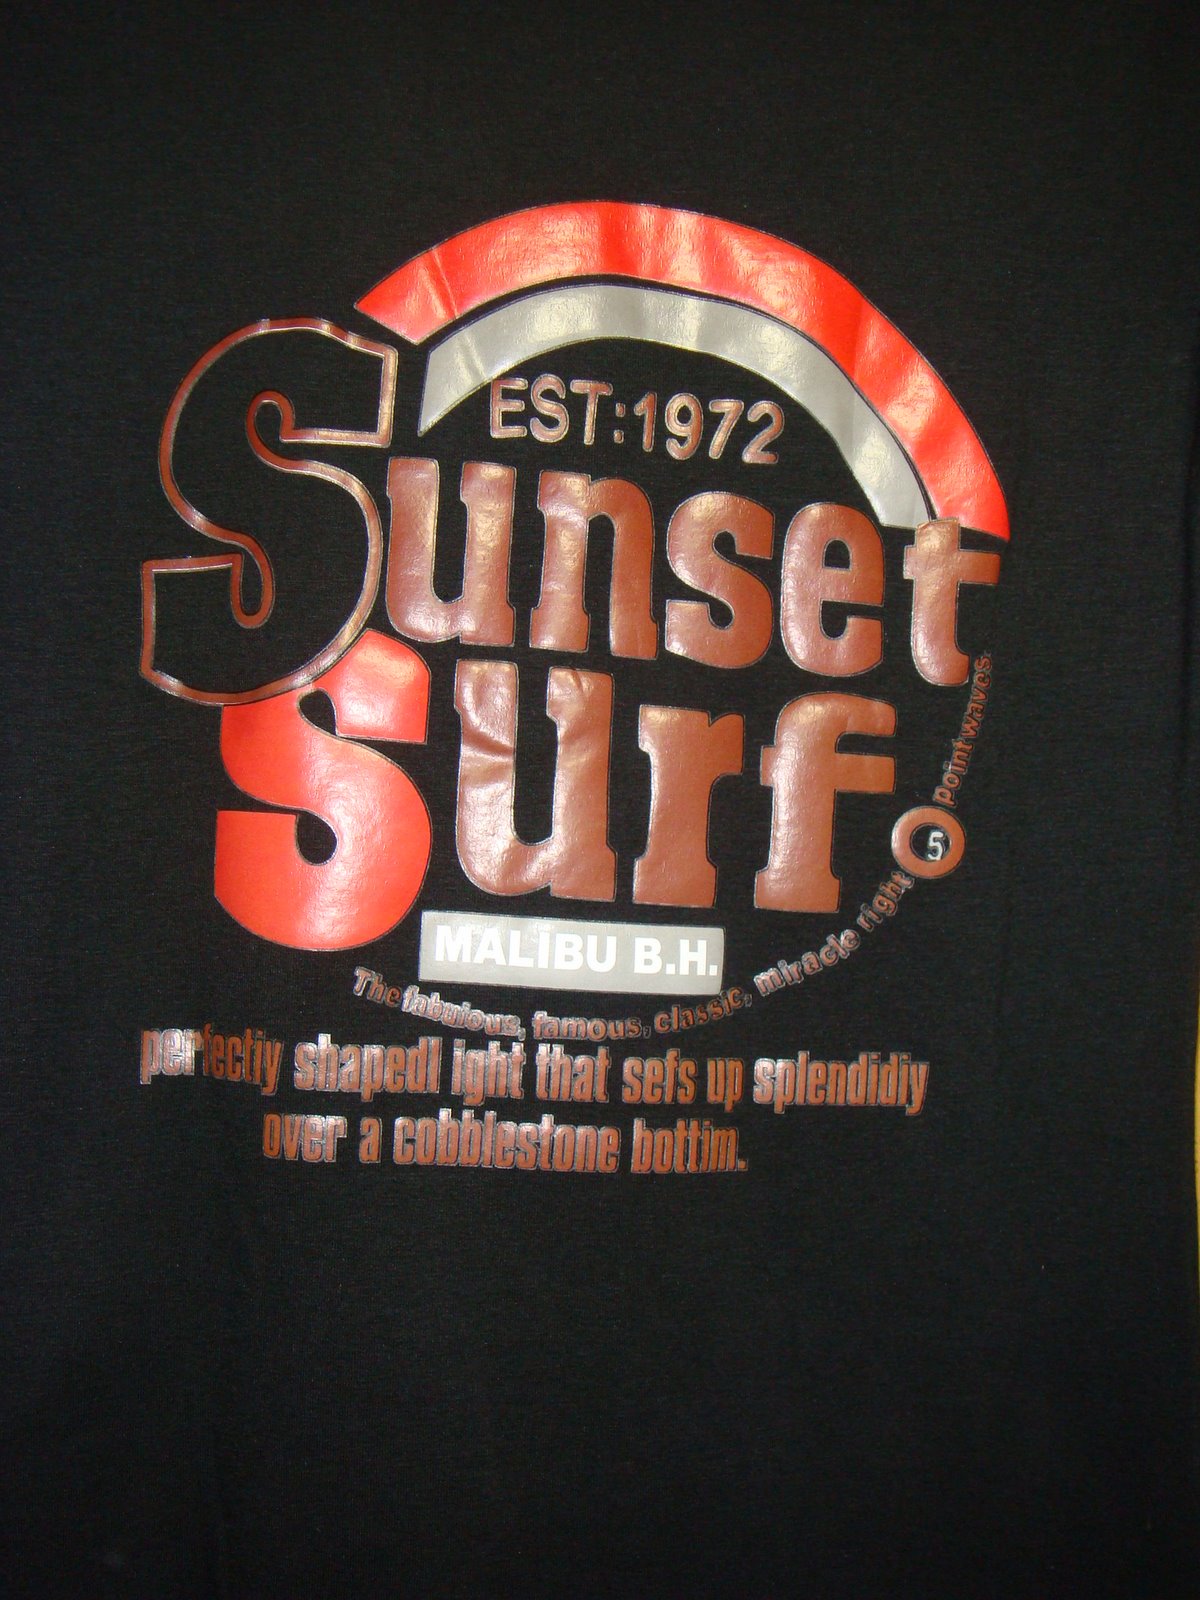 EST:1972
Sunset
Surf
MALIBU B.H.
The fabulous, famous, classic, miracle right 5 pointwaves.
perfectiy shapedl ight that sefs up splendidiy
over a cobblestone bottim.